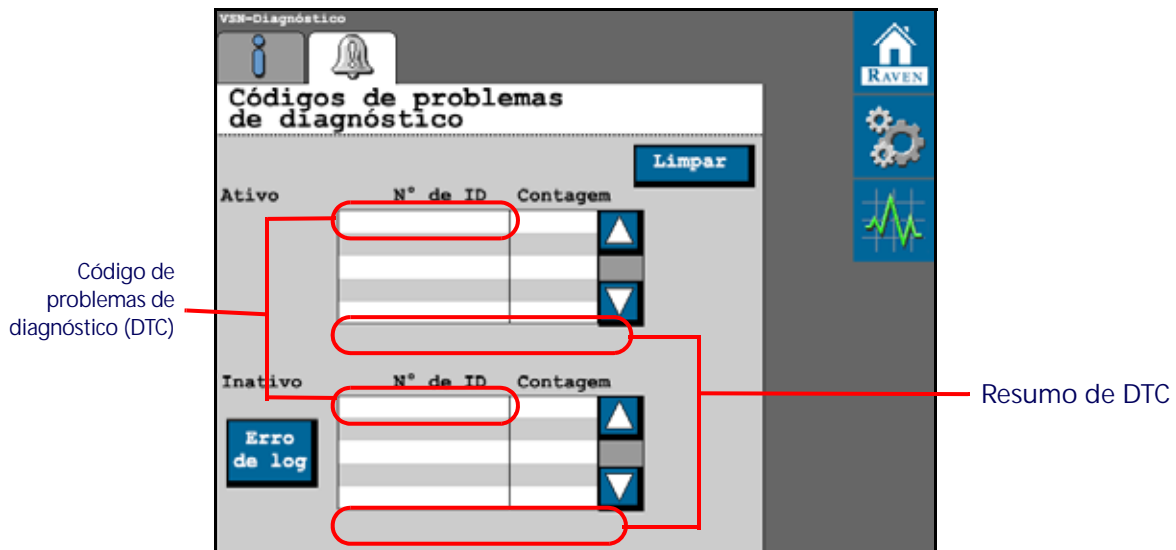 VSN-Diagnóstico
RAVEN
Códigos de problemas
de diagnóstico
Limpar
Ativo N° de ID Contagem
Código de
problemas de
diagnóstico (DTC)
Inativo N° de ID Contagem
Resumo de DTC
Erro
de log